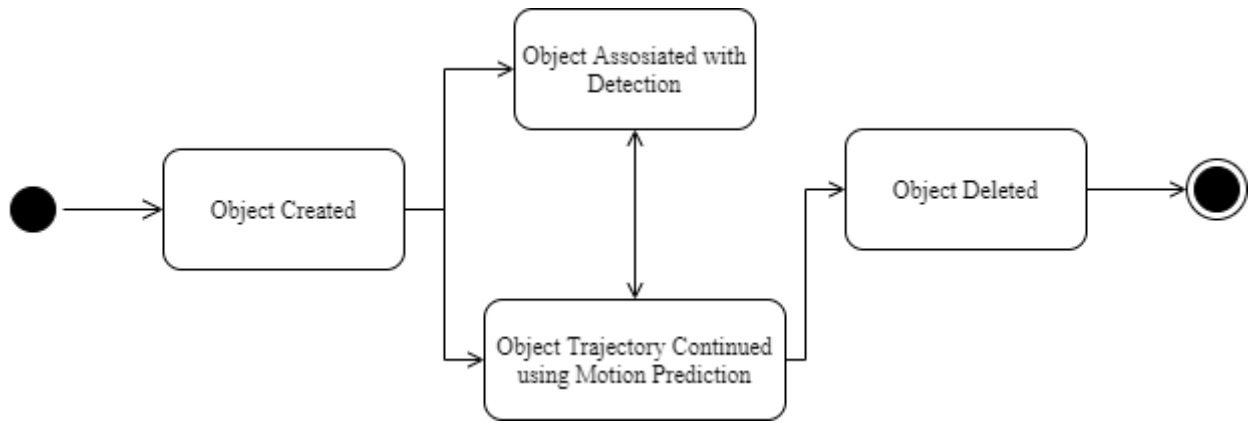 Object Assosiated with
Detection
Object Created
Object Deleted
Object Trajectory Continued
using Motion Prediction